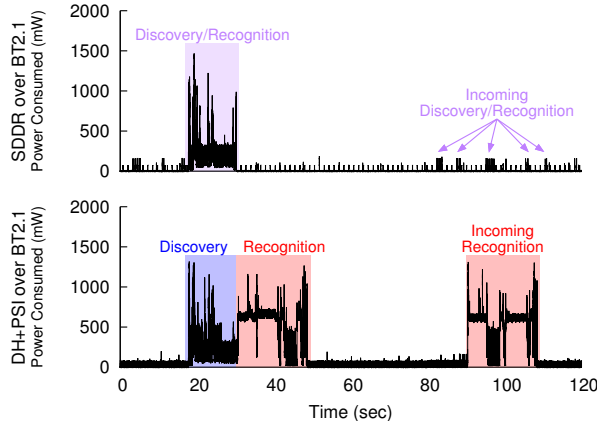 SDDR over BT2.1
Power Consumed (mW)
2000
1500
1000
500
0
Discovery/Recognition
Incoming
Discovery/Recognition
DH+PSI over BT2.1
Power Consumed (mW)
2000
1500
1000
500
0
Discovery
Recognition
Incoming
Recognition
0 20 40 60 80 100 120
Time (sec)